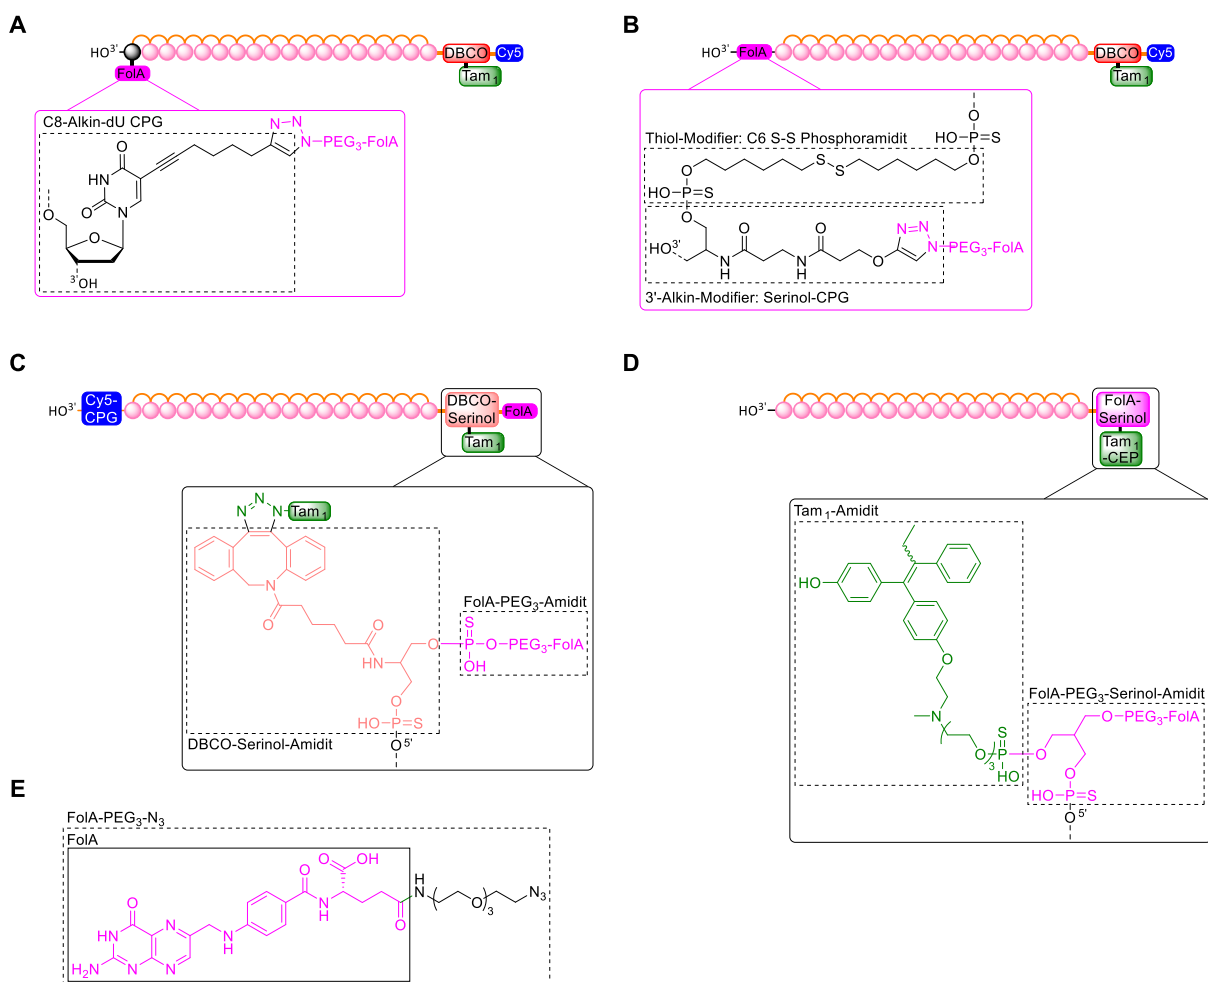 A
HO3'
FolA
DBCO
Cy5
Tam1
C8-Alkin-dU CPG
O
HN
O
N
O
O
3'
OH
N
N
N
PEG3-FolA
B
HO3'
FolA
DBCO
Cy5
Tam1
O
HO P S
O
Thiol-Modifier: C6 S-S Phosphoramidit
O
S
S
HO P S
O
HO3'
N
H
O
N
H
O
O
N
N
N
PEG3-FolA
3'-Alkin-Modifier: Serinol-CPG
C
HO3'
Cy5-
CPG
DBCO-
Serinol
FolA
Tam1
N
N
N
Tam1
N
O
O
HN
O
S
P
OH
O
PEG3-FolA
FolA-PEG3-Amidit
O
HO P S
O5'
DBCO-Serinol-Amidit
D
HO3'
FolA-
Serinol
Tam1
-CEP
Tam1-Amidit
HO
O
N
O
O
3
S
P
HO
FolA-PEG3-Serinol-Amidit
O
PEG3-FolA
O
O
HO P S
O5'
E
FolA-PEG3-N3
FolA
O
HN
H2N
N
N
N
N
H
O
N
H
O
OH
O
H
N
O
3
N3